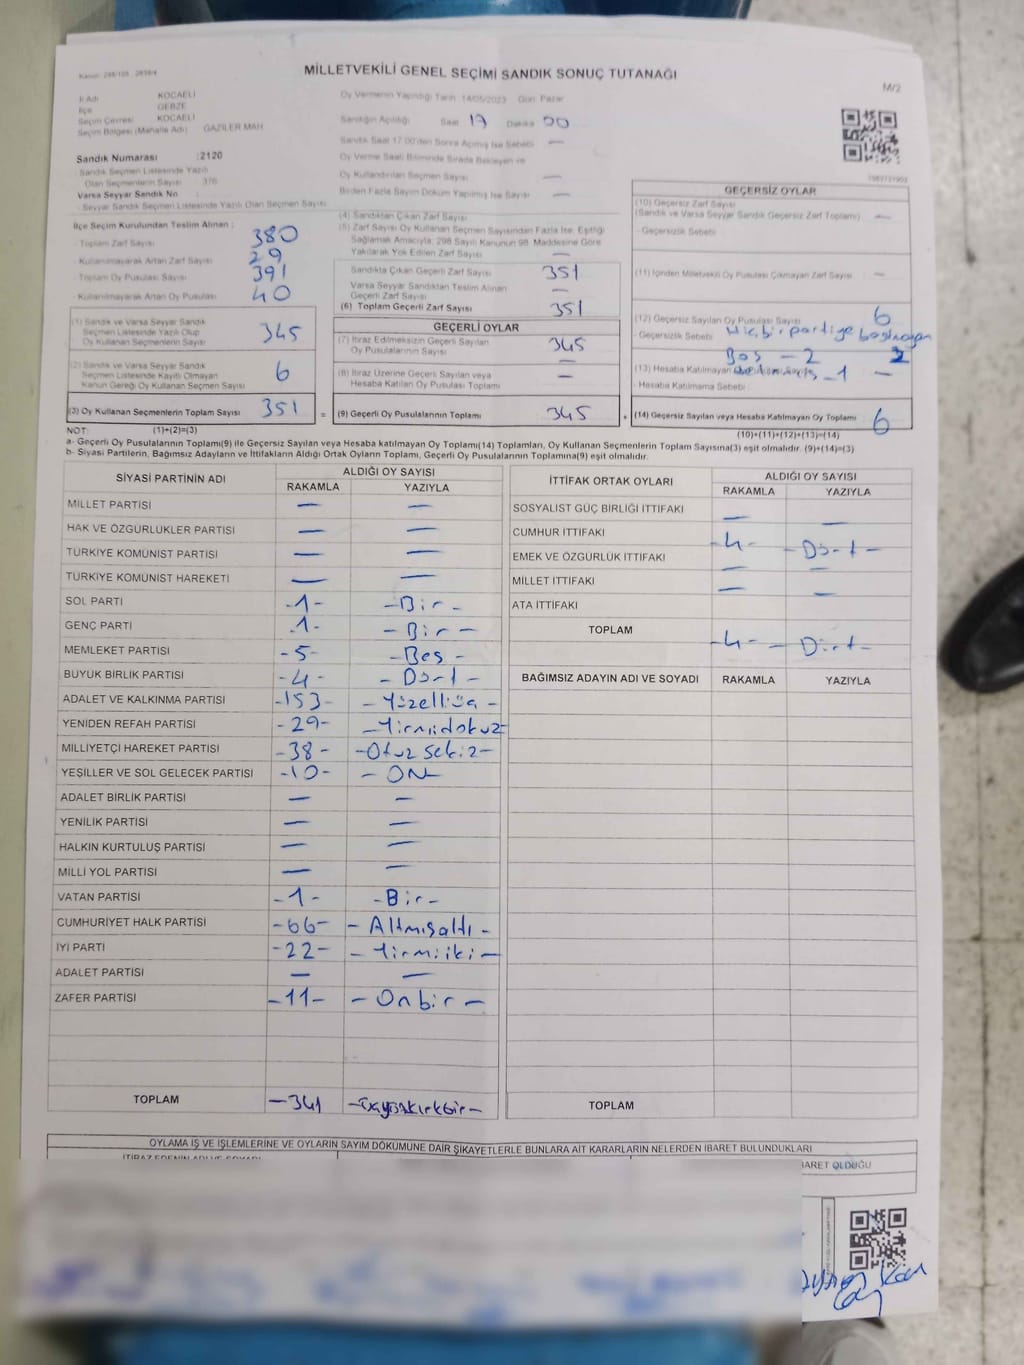 MİLLETVEKİLİ GENEL SEÇİMİ SANDIK SONUÇ TUTANAĞI
M/2
İl Adı KOCAELİ
İlçe GEBZE
Seçim Çevresi KOCAELİ
Seçim Bölgesi (Mahalle Adı) GAZİLER MAH
Sandık Numarası :2120
Sandık Seçmen Listesinde Yazılı
Olan Seçmenlerin Sayısı 376
Varsa Seyyar Sandık No
- Seyyar Sandık Seçmen Listesinde Yazılı Olan Seçmen Sayısı
Oy Vermenin Yapıldığı Tarih 14/05/2023 Gün Pazar
Sandığın Açıldığı Saat 17 Dakika 00
Sandık Saat 17.00'den Sonra Açılmış İse Sebebi —
Oy Verme Saati Bitiminde Sırada Bekleyen ve
Oy Kullandırılan Seçmen Sayısı —
Birden Fazla Sayım Döküm Yapılmış İse Sayısı —
İlçe Seçim Kurulundan Teslim Alınan :
- Toplam Zarf Sayısı 380
- Kullanılmayarak Artan Zarf Sayısı 29
- Toplam Oy Pusulası Sayısı 391
- Kullanılmayarak Artan Oy Pusulası 40
(1) Sandık ve Varsa Seyyar Sandık
Seçmen Listesinde Yazılı Olup
Oy Kullanan Seçmenlerin Sayısı 345
(2) Sandık ve Varsa Seyyar Sandık
Seçmen Listesinde Kayıtlı Olmayan
Kanun Gereği Oy Kullanan Seçmen Sayısı 6
(3) Oy Kullanan Seçmenlerin Toplam Sayısı 351 =
(4) Sandıktan Çıkan Zarf Sayısı
(5) Zarf Sayısı Oy Kullanan Seçmen Sayısından Fazla İse, Eşitliği
Sağlamak Amacıyla, 298 Sayılı Kanunun 98. Maddesine Göre
Yakılarak Yok Edilen Zarf Sayısı —
Sandıkta Çıkan Geçerli Zarf Sayısı 351
Varsa Seyyar Sandıktan Teslim Alınan
Geçerli Zarf Sayısı —
(6) Toplam Geçerli Zarf Sayısı 351
GEÇERLİ OYLAR
(7) İtiraz Edilmeksizin Geçerli Sayılan
Oy Pusulalarının Sayısı 345
(8) İtiraz Üzerine Geçerli Sayılan veya
Hesaba Katılan Oy Pusulası Toplamı —
(9) Geçerli Oy Pusulalarının Toplamı 345 +
GEÇERSİZ OYLAR
(10) Geçersiz Zarf Sayısı
(Sandık ve Varsa Seyyar Sandık Geçersiz Zarf Toplamı) —
- Geçersizlik Sebebi
(11) İçinden Milletvekili Oy Pusulası Çıkmayan Zarf Sayısı —
(12) Geçersiz Sayılan Oy Pusulası Sayısı 6
- Geçersizlik Sebebi Hiçbir partiye
Boş - 2
(13) Hesaba Katılmayan - 1 —
- Hesaba Katılmama Sebebi
(14) Geçersiz Sayılan veya Hesaba Katılmayan Oy Toplamı 6
NOT: (1)+(2)=(3)
(10)+(11)+(12)+(13)=(14)
a- Geçerli Oy Pusulalarının Toplamı(9) ile Geçersiz Sayılan veya Hesaba katılmayan Oy Toplamı(14) Toplamları, Oy Kullanan Seçmenlerin Toplam Sayısına(3) eşit olmalıdır. (9)+(14)=(3)
b- Siyasi Partilerin, Bağımsız Adayların ve İttifakların Aldığı Ortak Oyların Toplamı, Geçerli Oy Pusulalarının Toplamına(9) eşit olmalıdır.
SİYASİ PARTİNİN ADI ALDIĞI OY SAYISI
RAKAMLA YAZIYLA
MİLLET PARTİSİ — —
HAK VE ÖZGÜRLÜKLER PARTİSİ — —
TÜRKİYE KOMÜNİST PARTİSİ — —
TÜRKİYE KOMÜNİST HAREKETİ — —
SOL PARTİ -1- -Bir-
GENÇ PARTİ -1- -Bir-
MEMLEKET PARTİSİ -5- -Beş-
BÜYÜK BİRLİK PARTİSİ -4- -Dört-
ADALET VE KALKINMA PARTİSİ -153- -Yüzelliüç-
YENİDEN REFAH PARTİSİ -29- -Yirmidokuz-
MİLLİYETÇİ HAREKET PARTİSİ -38- -Otuz sekiz-
YEŞİLLER VE SOL GELECEK PARTİSİ -10- -ON-
ADALET BİRLİK PARTİSİ — —
YENİLİK PARTİSİ — —
HALKIN KURTULUŞ PARTİSİ — —
MİLLİ YOL PARTİSİ — —
VATAN PARTİSİ -1- -Bir-
CUMHURİYET HALK PARTİSİ -66- -Altmışaltı-
İYİ PARTİ -22- -Yirmiiki-
ADALET PARTİSİ — —
ZAFER PARTİSİ -11- -Onbir-
TOPLAM -341 -Üçyüzkırkbir-
İTTİFAK ORTAK OYLARI ALDIĞI OY SAYISI
RAKAMLA YAZIYLA
SOSYALİST GÜÇ BİRLİĞİ İTTİFAKI — —
CUMHUR İTTİFAKI -4- -Dört-
EMEK VE ÖZGÜRLÜK İTTİFAKI — —
MİLLET İTTİFAKI — —
ATA İTTİFAKI
TOPLAM -4- -Dört-
BAĞIMSIZ ADAYIN ADI VE SOYADI RAKAMLA YAZIYLA
TOPLAM
OYLAMA İŞ VE İŞLEMLERİNE VE OYLARIN SAYIM DÖKÜMÜNE DAİR ŞİKAYETLERLE BUNLARA AİT KARARLARIN NELERDEN İBARET BULUNDUKLARI
İBARET OLDUĞU